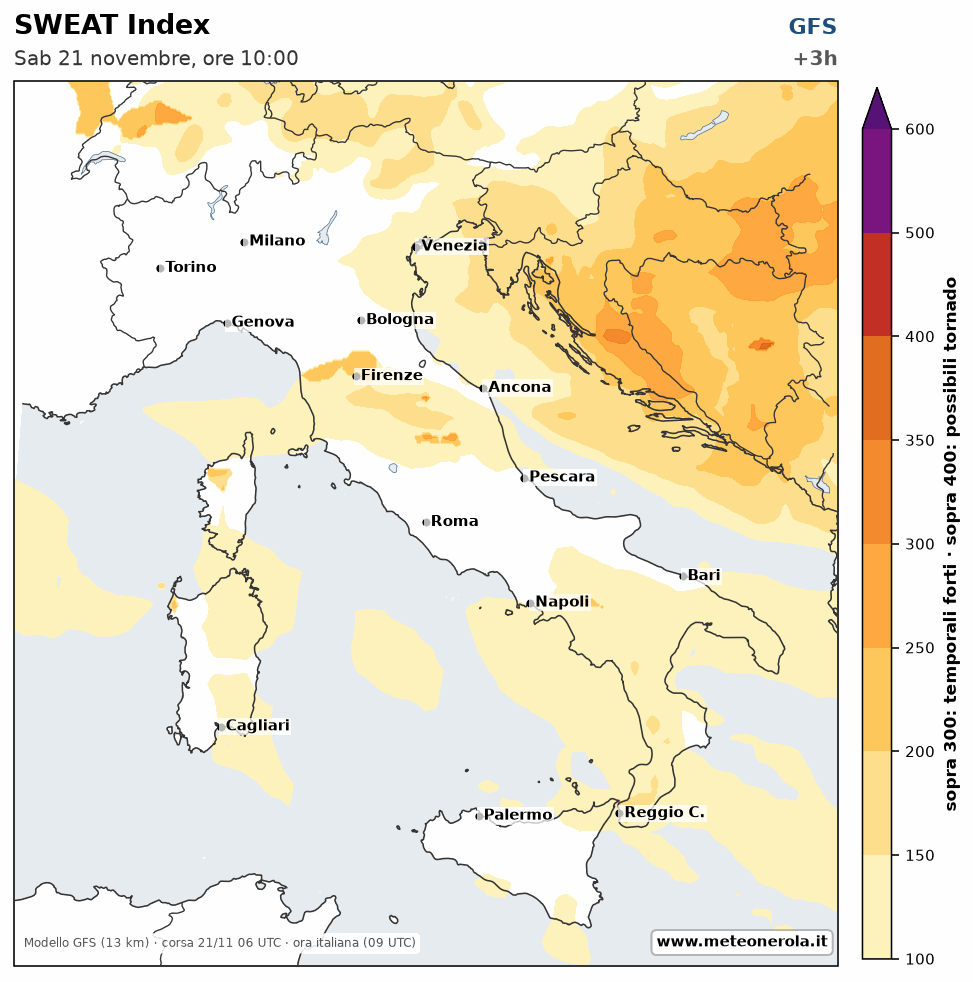 SWEAT Index
GFS
Sab 21 novembre, ore 10:00
+3h
Milano
Venezia
Torino
Genova
Bologna
Firenze
Ancona
Pescara
Roma
Bari
Napoli
Cagliari
Palermo
Reggio C.
Modello GFS (13 km) · corsa 21/11 06 UTC · ora italiana (09 UTC)
www.meteonerola.it
600
500
400
350
300
250
200
150
100
sopra 300: temporali forti · sopra 400: possibili tornado